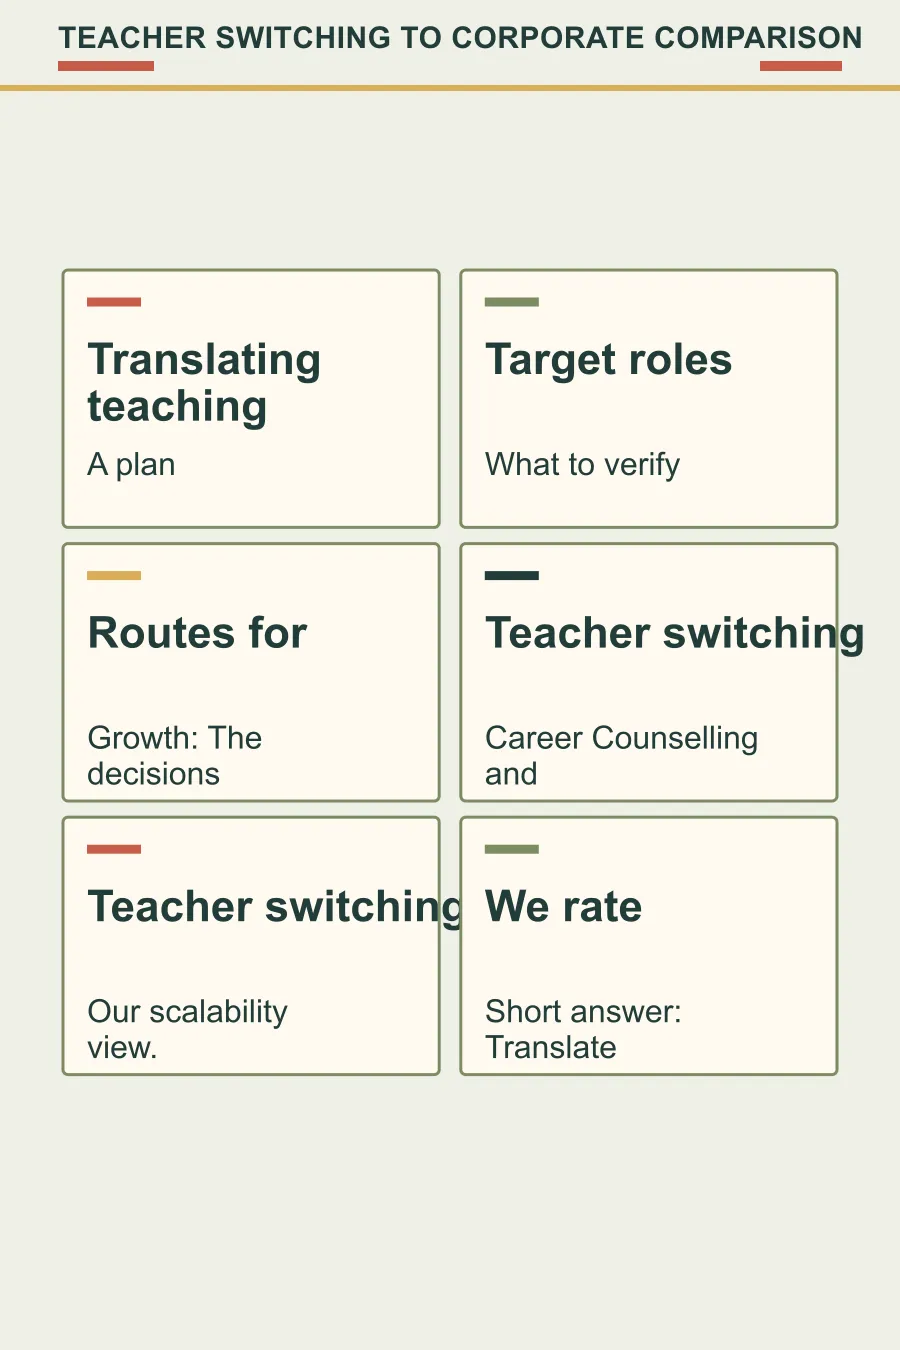 TEACHER SWITCHING TO CORPORATE COMPARISON
Translating
teaching
A plan
Target roles
What to verify
Routes for
Growth: The
decisions
Teacher switching
Career Counselling
and
Teacher switching
Our scalability
view.
We rate
Short answer:
Translate